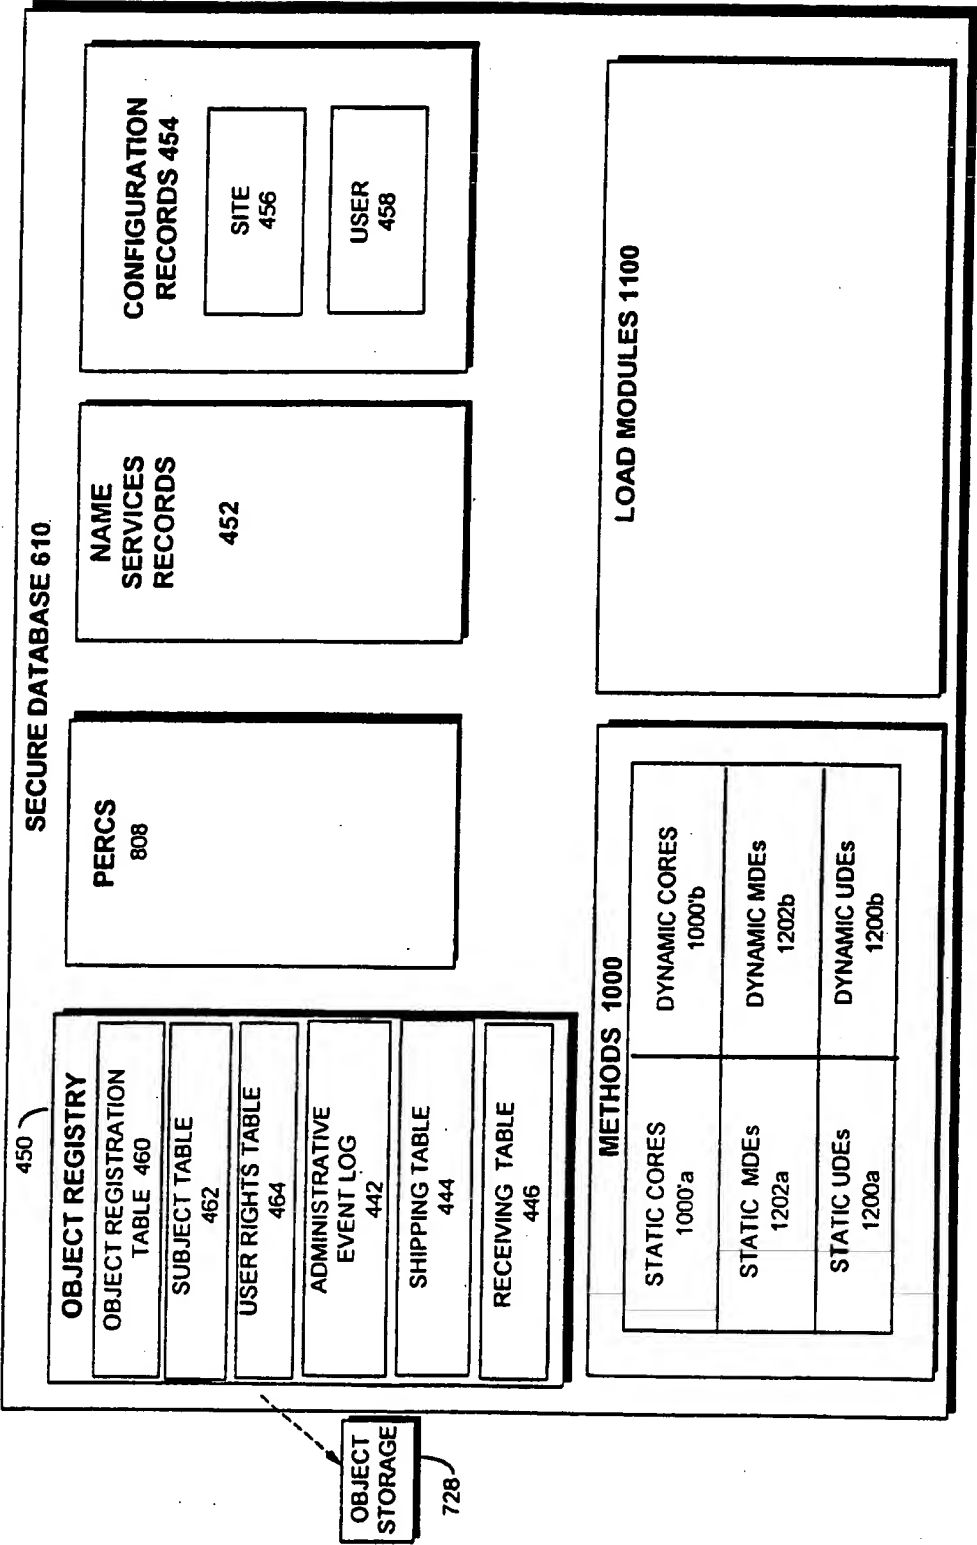 SECURE DATABASE 610
450
OBJECT REGISTRY
OBJECT REGISTRATION
TABLE 460
SUBJECT TABLE
462
USER RIGHTS TABLE
464
ADMINISTRATIVE
EVENT LOG
442
SHIPPING TABLE
444
RECEIVING TABLE
446
PERCS
808
NAME
SERVICES
RECORDS
452
CONFIGURATION
RECORDS 454
SITE
456
USER
458
OBJECT
STORAGE
728
METHODS 1000
STATIC CORES
1000'a
DYNAMIC CORES
1000'b
STATIC MDEs
1202a
DYNAMIC MDEs
1202b
STATIC UDEs
1200a
DYNAMIC UDEs
1200b
LOAD MODULES 1100